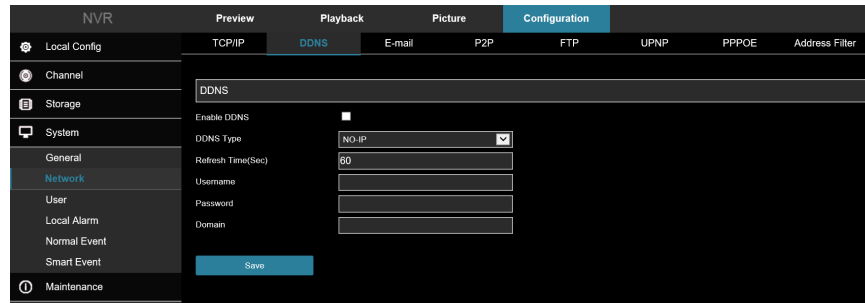 NVR Preview Playback Picture Configuration
Local Config
Channel
Storage
System
General
Network
User
Local Alarm
Normal Event
Smart Event
Maintenance
TCP/IP DDNS E-mail P2P FTP UPNP PPPOE Address Filter
DDNS
Enable DDNS
DDNS Type NO-IP
Refresh Time(Sec) 60
Username
Password
Domain
Save